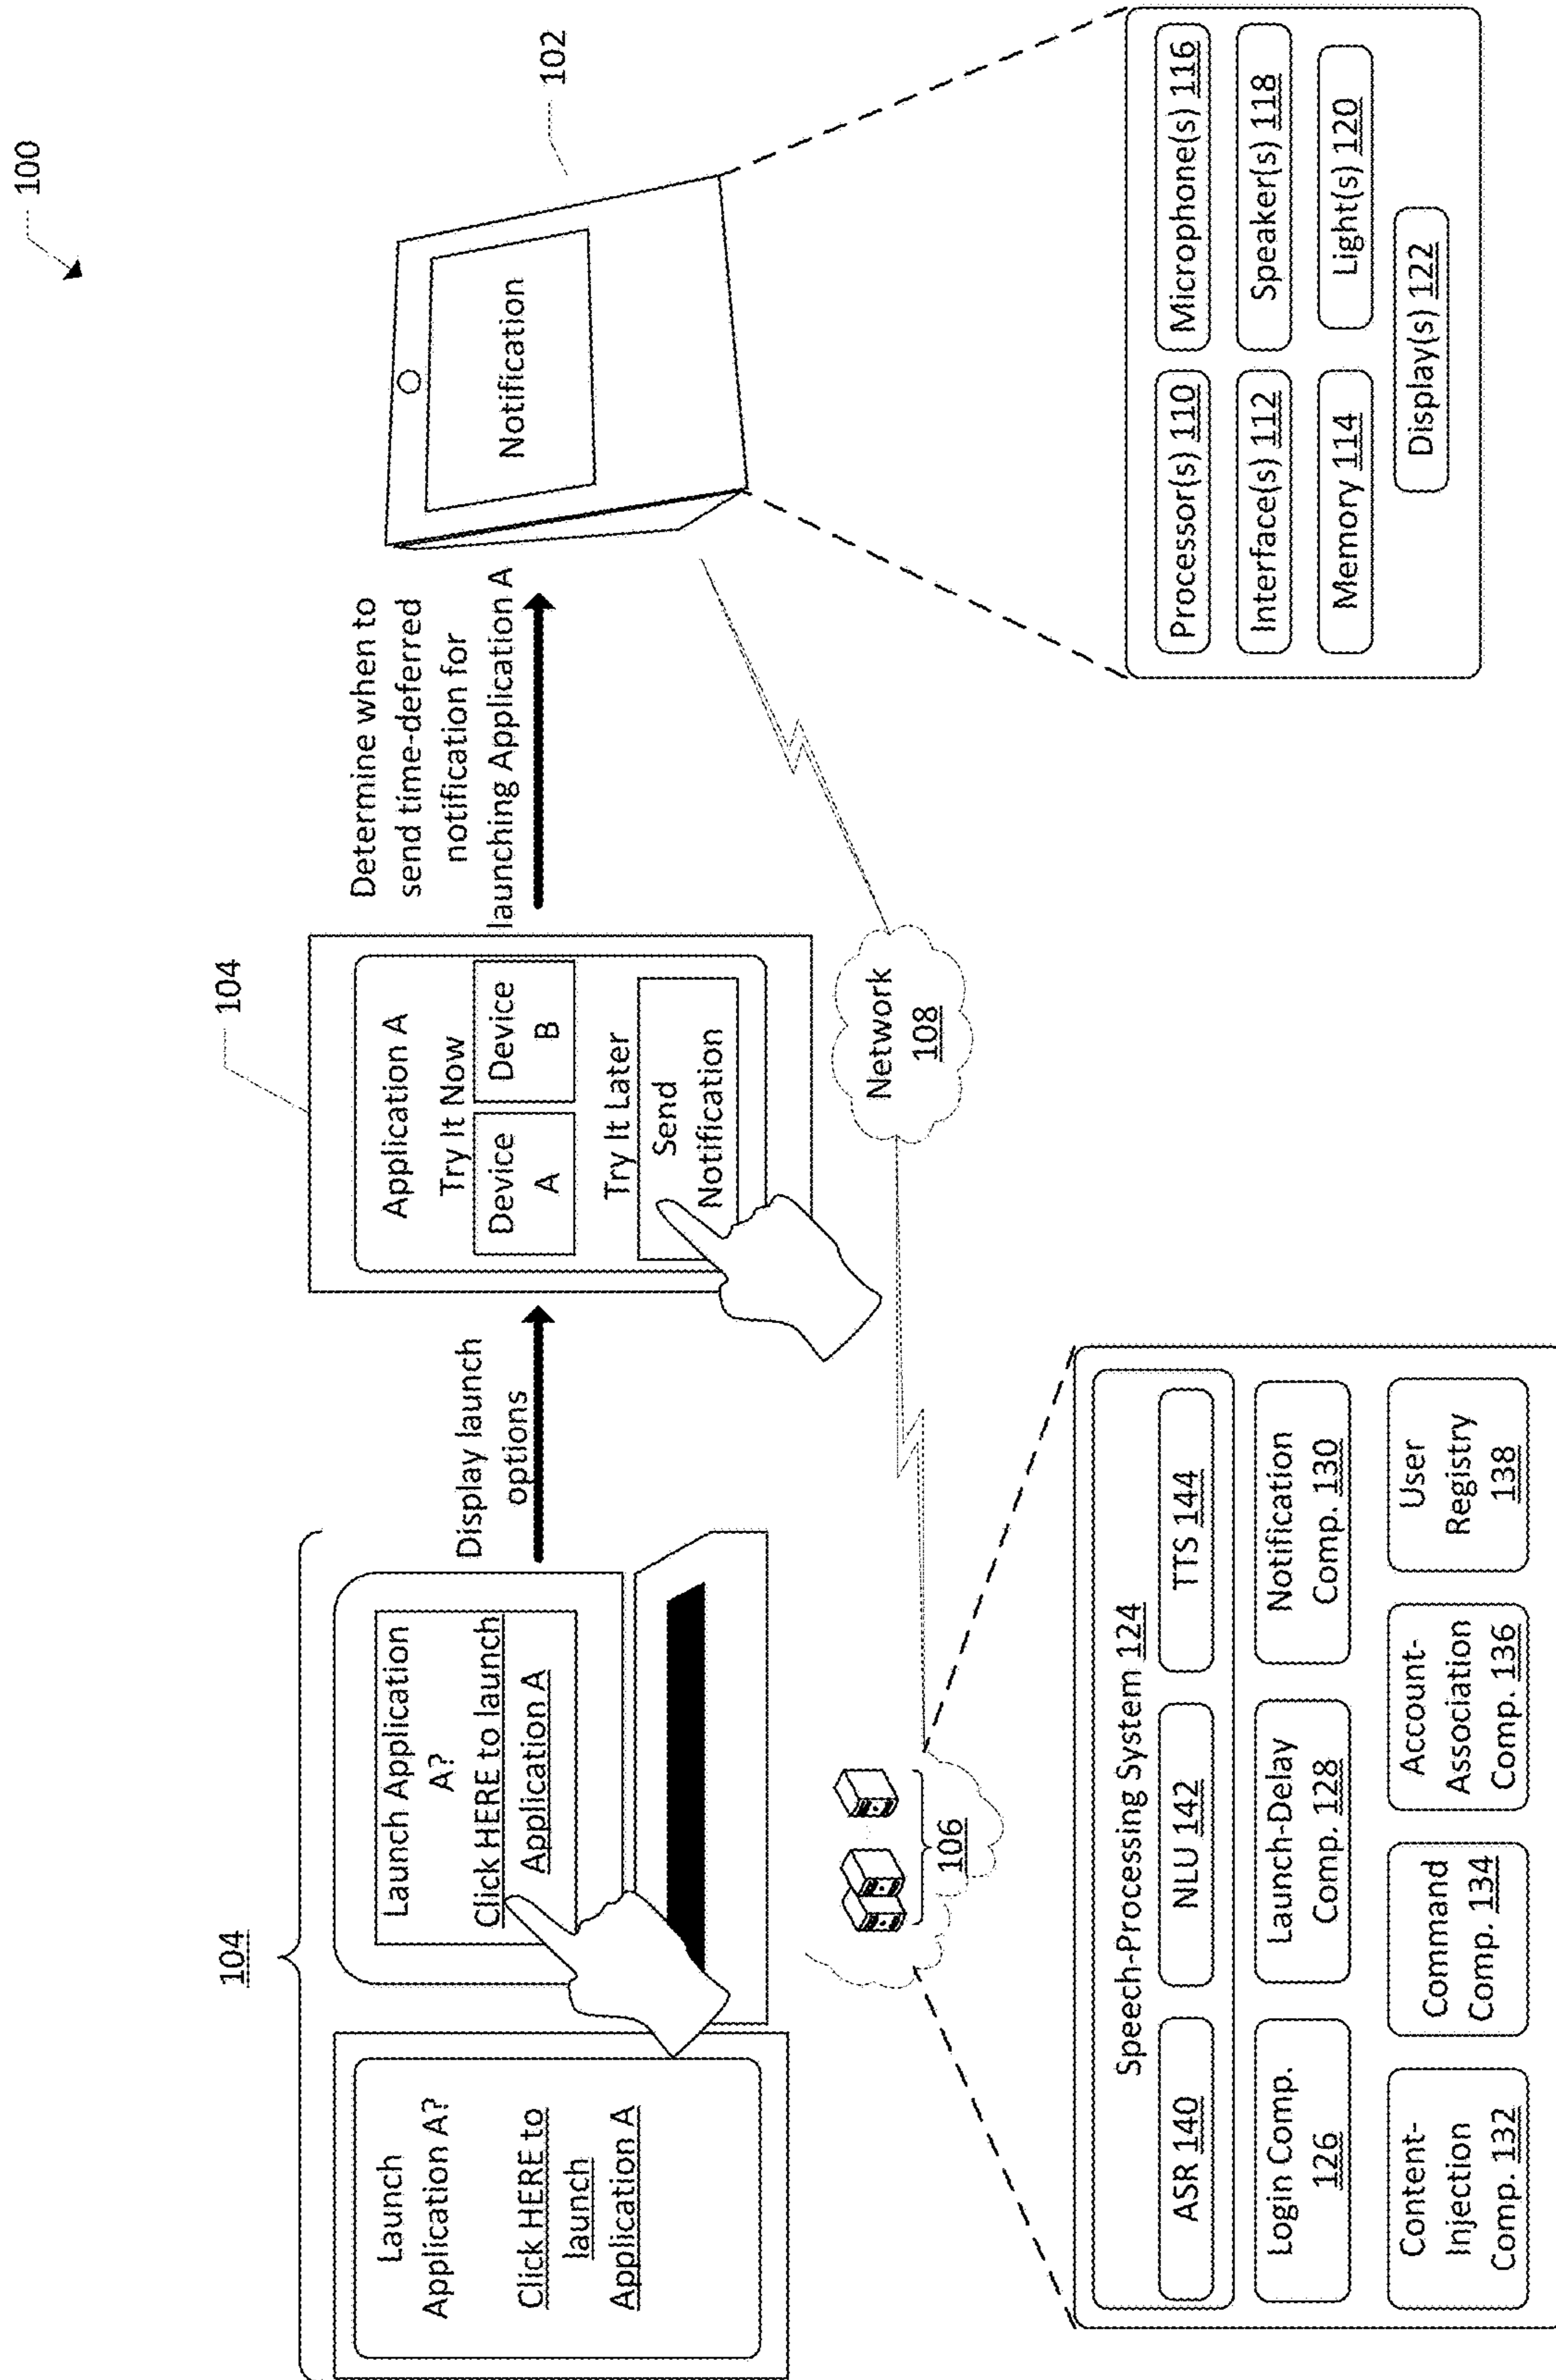 100
104
Launch
Application A?
Click HERE to
launch
Application A
Launch Application
A?
Click HERE to launch
Application A
Display launch
options
104
Application A
Try It Now
Device
A
Device
B
Try It Later
Send
Notification
Determine when to
send time-deferred
notification for
launching Application A
102
Notification
106
Network
108
Speech-Processing System 124
ASR 140
NLU 142
TTS 144
Login Comp.
126
Launch-Delay
Comp. 128
Notification
Comp. 130
Content-
Injection
Comp. 132
Command
Comp. 134
Account-
Association
Comp. 136
User
Registry
138
Processor(s) 110
Microphone(s) 116
Interface(s) 112
Speaker(s) 118
Memory 114
Light(s) 120
Display(s) 122